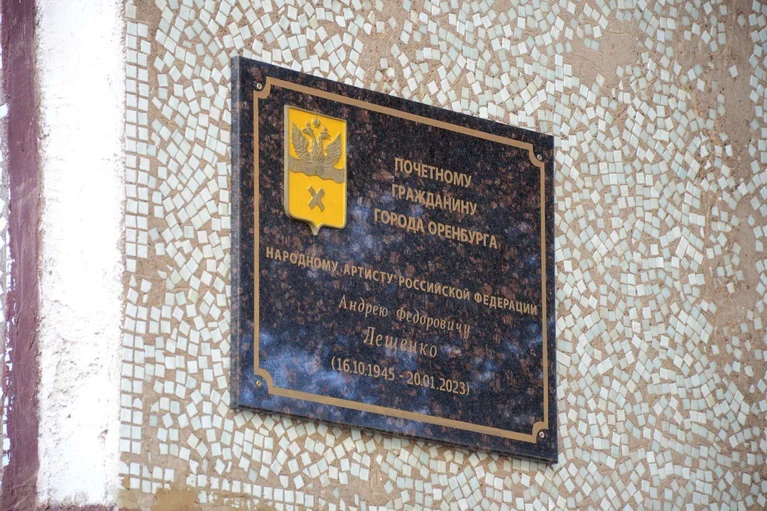 ПОЧЕТНОМУ
ГРАЖДАНИНУ
ГОРОДА ОРЕНБУРГА
НАРОДНОМУ АРТИСТУ РОССИЙСКОЙ ФЕДЕРАЦИИ
Андрею Федоровичу
Лещенко
(16.10.1945 - 20.01.2023)